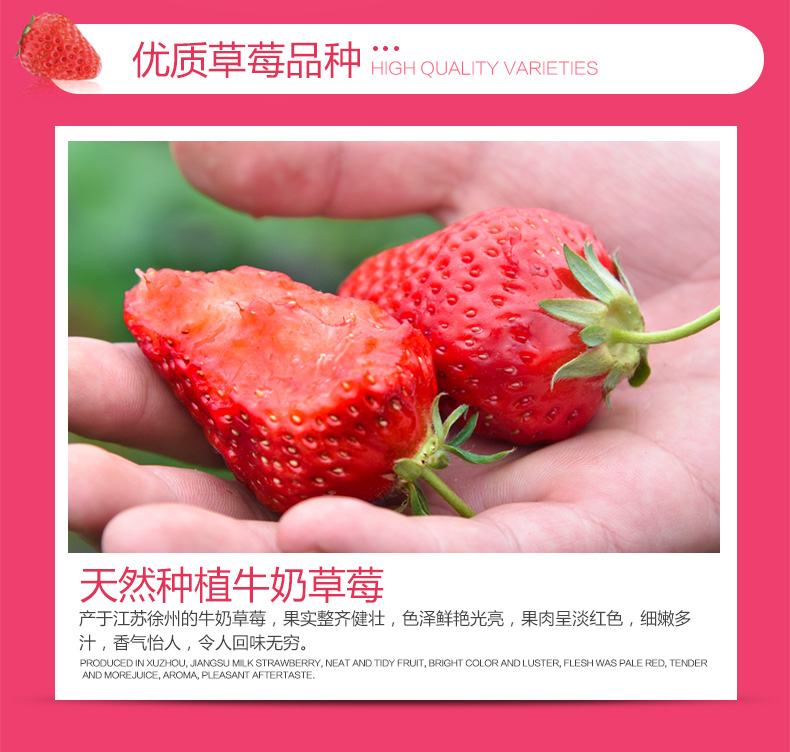 优质草莓品种 ... HIGH QUALITY VARIETIES
天然种植牛奶草莓
产于江苏徐州的牛奶草莓，果实整齐健壮，色泽鲜艳光亮，果肉呈淡红色，细嫩多
汁，香气怡人，令人回味无穷。
PRODUCED IN XUZHOU, JIANGSU MILK STRAWBERRY, NEAT AND TIDY FRUIT, BRIGHT COLOR AND LUSTER, FLESH WAS PALE RED, TENDER
AND MOREJUICE, AROMA, PLEASANT AFTERTASTE.